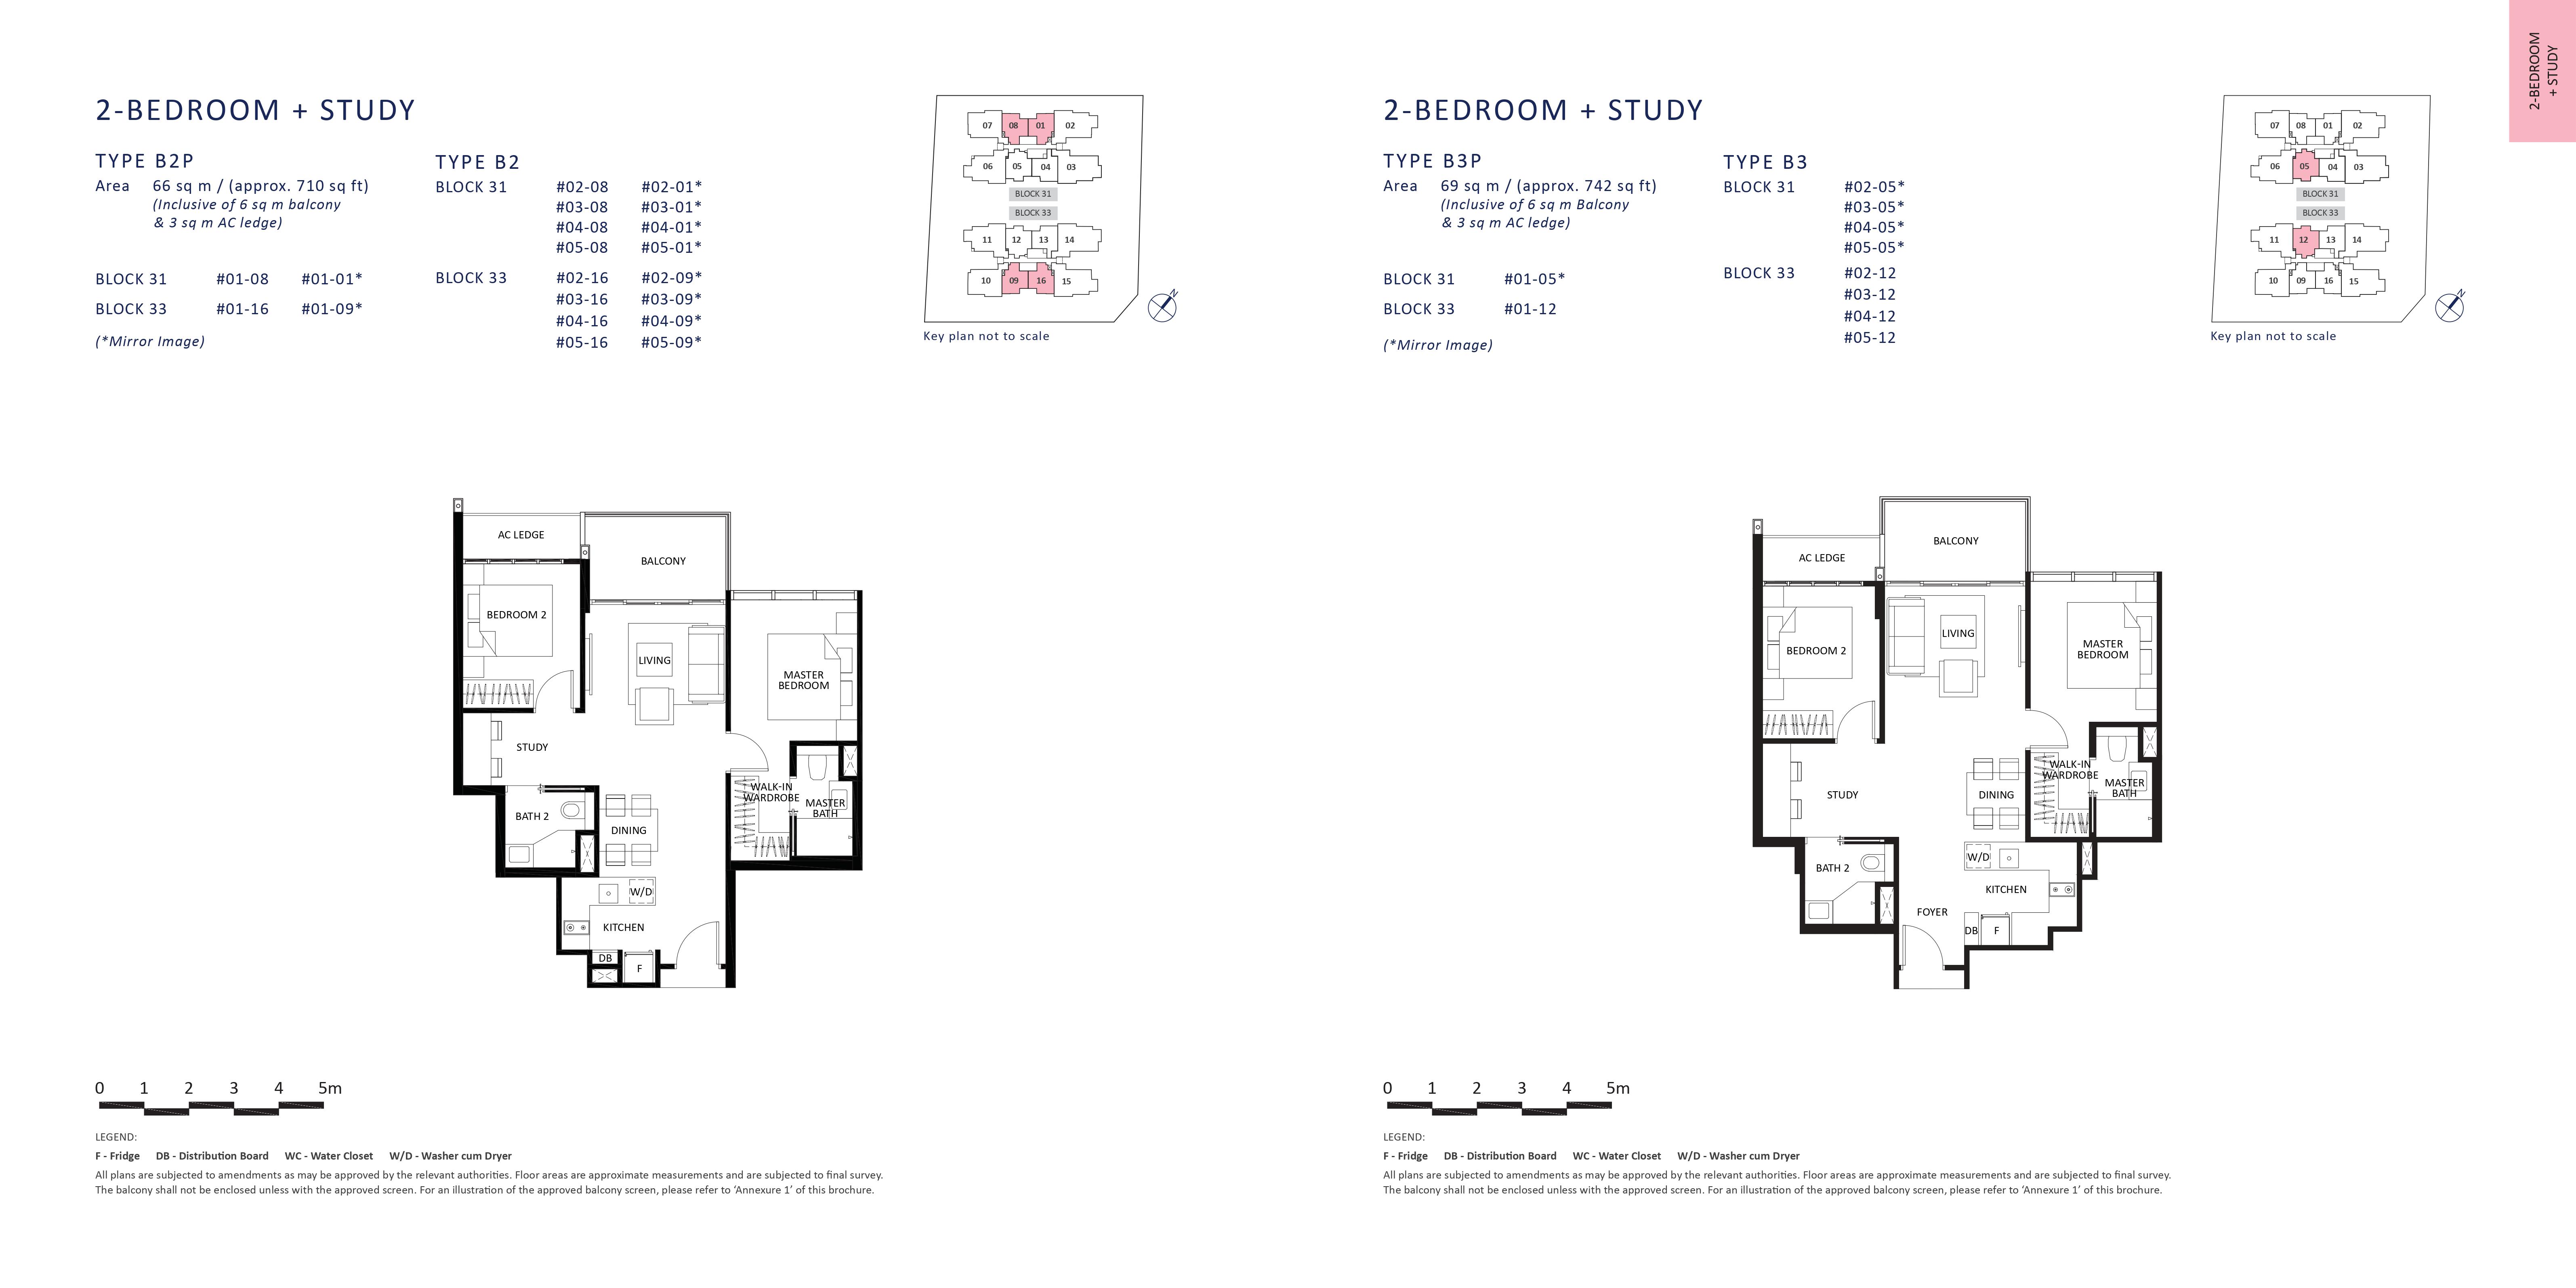 2-BEDROOM + STUDY
TYPE B2P
Area 66 sq m / (approx. 710 sq ft)
(Inclusive of 6 sq m balcony
& 3 sq m AC ledge)
BLOCK 31 #01-08 #01-01*
BLOCK 33 #01-16 #01-09*
(*Mirror Image)
TYPE B2
BLOCK 31 #02-08 #02-01*
#03-08 #03-01*
#04-08 #04-01*
#05-08 #05-01*
BLOCK 33 #02-16 #02-09*
#03-16 #03-09*
#04-16 #04-09*
#05-16 #05-09*
07 08 01 02
06 05 04 03
BLOCK 31
BLOCK 33
11 12 13 14
10 09 16 15
N
Key plan not to scale
AC LEDGE
BALCONY
BEDROOM 2
LIVING
MASTER
BEDROOM
STUDY
WALK-IN
WARDROBE
MASTER
BATH
BATH 2
DINING
W/D
KITCHEN
DB
F
0 1 2 3 4 5m
LEGEND:
F - Fridge DB - Distribution Board WC - Water Closet W/D - Washer cum Dryer
All plans are subjected to amendments as may be approved by the relevant authorities. Floor areas are approximate measurements and are subjected to final survey.
The balcony shall not be enclosed unless with the approved screen. For an illustration of the approved balcony screen, please refer to ‘Annexure 1’ of this brochure.
2-BEDROOM
+ STUDY
2-BEDROOM + STUDY
TYPE B3P
Area 69 sq m / (approx. 742 sq ft)
(Inclusive of 6 sq m Balcony
& 3 sq m AC ledge)
BLOCK 31 #01-05*
BLOCK 33 #01-12
(*Mirror Image)
TYPE B3
BLOCK 31 #02-05*
#03-05*
#04-05*
#05-05*
BLOCK 33 #02-12
#03-12
#04-12
#05-12
07 08 01 02
06 05 04 03
BLOCK 31
BLOCK 33
11 12 13 14
10 09 16 15
N
Key plan not to scale
BALCONY
AC LEDGE
LIVING
BEDROOM 2
MASTER
BEDROOM
WALK-IN
WARDROBE
MASTER
BATH
STUDY
DINING
W/D
BATH 2
KITCHEN
FOYER
DB
F
0 1 2 3 4 5m
LEGEND:
F - Fridge DB - Distribution Board WC - Water Closet W/D - Washer cum Dryer
All plans are subjected to amendments as may be approved by the relevant authorities. Floor areas are approximate measurements and are subjected to final survey.
The balcony shall not be enclosed unless with the approved screen. For an illustration of the approved balcony screen, please refer to ‘Annexure 1’ of this brochure.